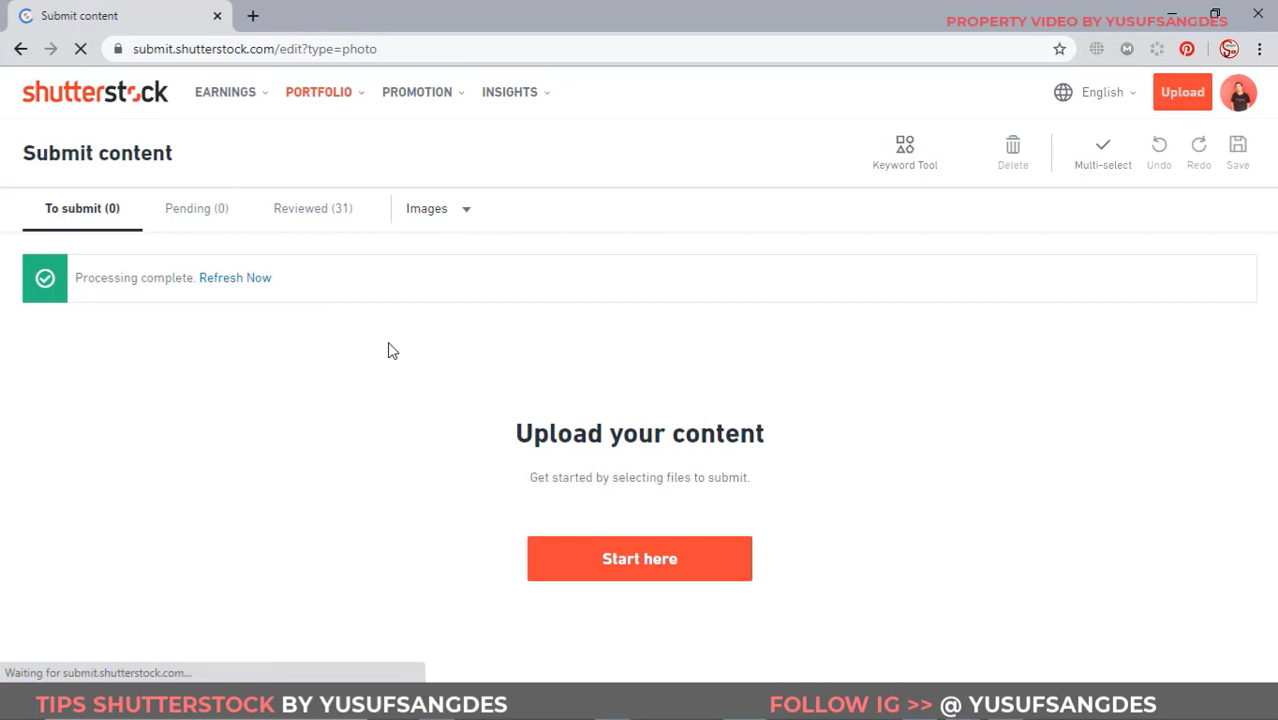 Submit content
PROPERTY VIDEO BY YUSUFSANGDES
submit.shutterstock.com/edit?type=photo
shutterstock
EARNINGS
PORTFOLIO
PROMOTION
INSIGHTS
English
Upload
Submit content
Keyword Tool
Delete
Multi-select
Undo
Redo
Save
To submit (0)
Pending (0)
Reviewed (31)
Images
Processing complete. Refresh Now
Upload your content
Get started by selecting files to submit.
Start here
Waiting for submit.shutterstock.com...
TIPS SHUTTERSTOCK BY YUSUFSANGDES
FOLLOW IG >> @ YUSUFSANGDES